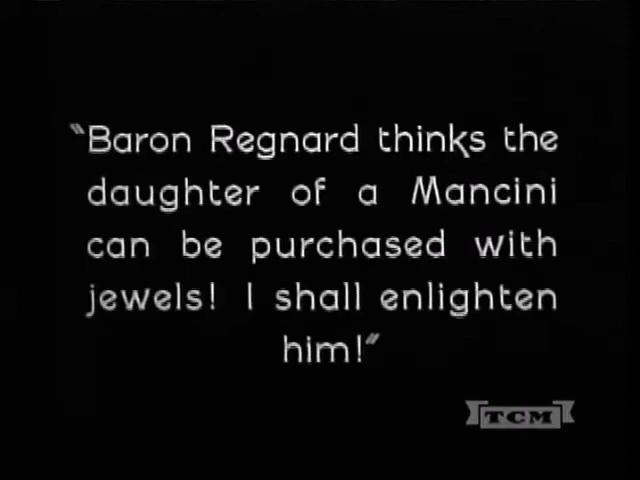 "Baron Regnard thinks the
daughter of a Mancini
can be purchased with
jewels! I shall enlighten
him!"
TCM